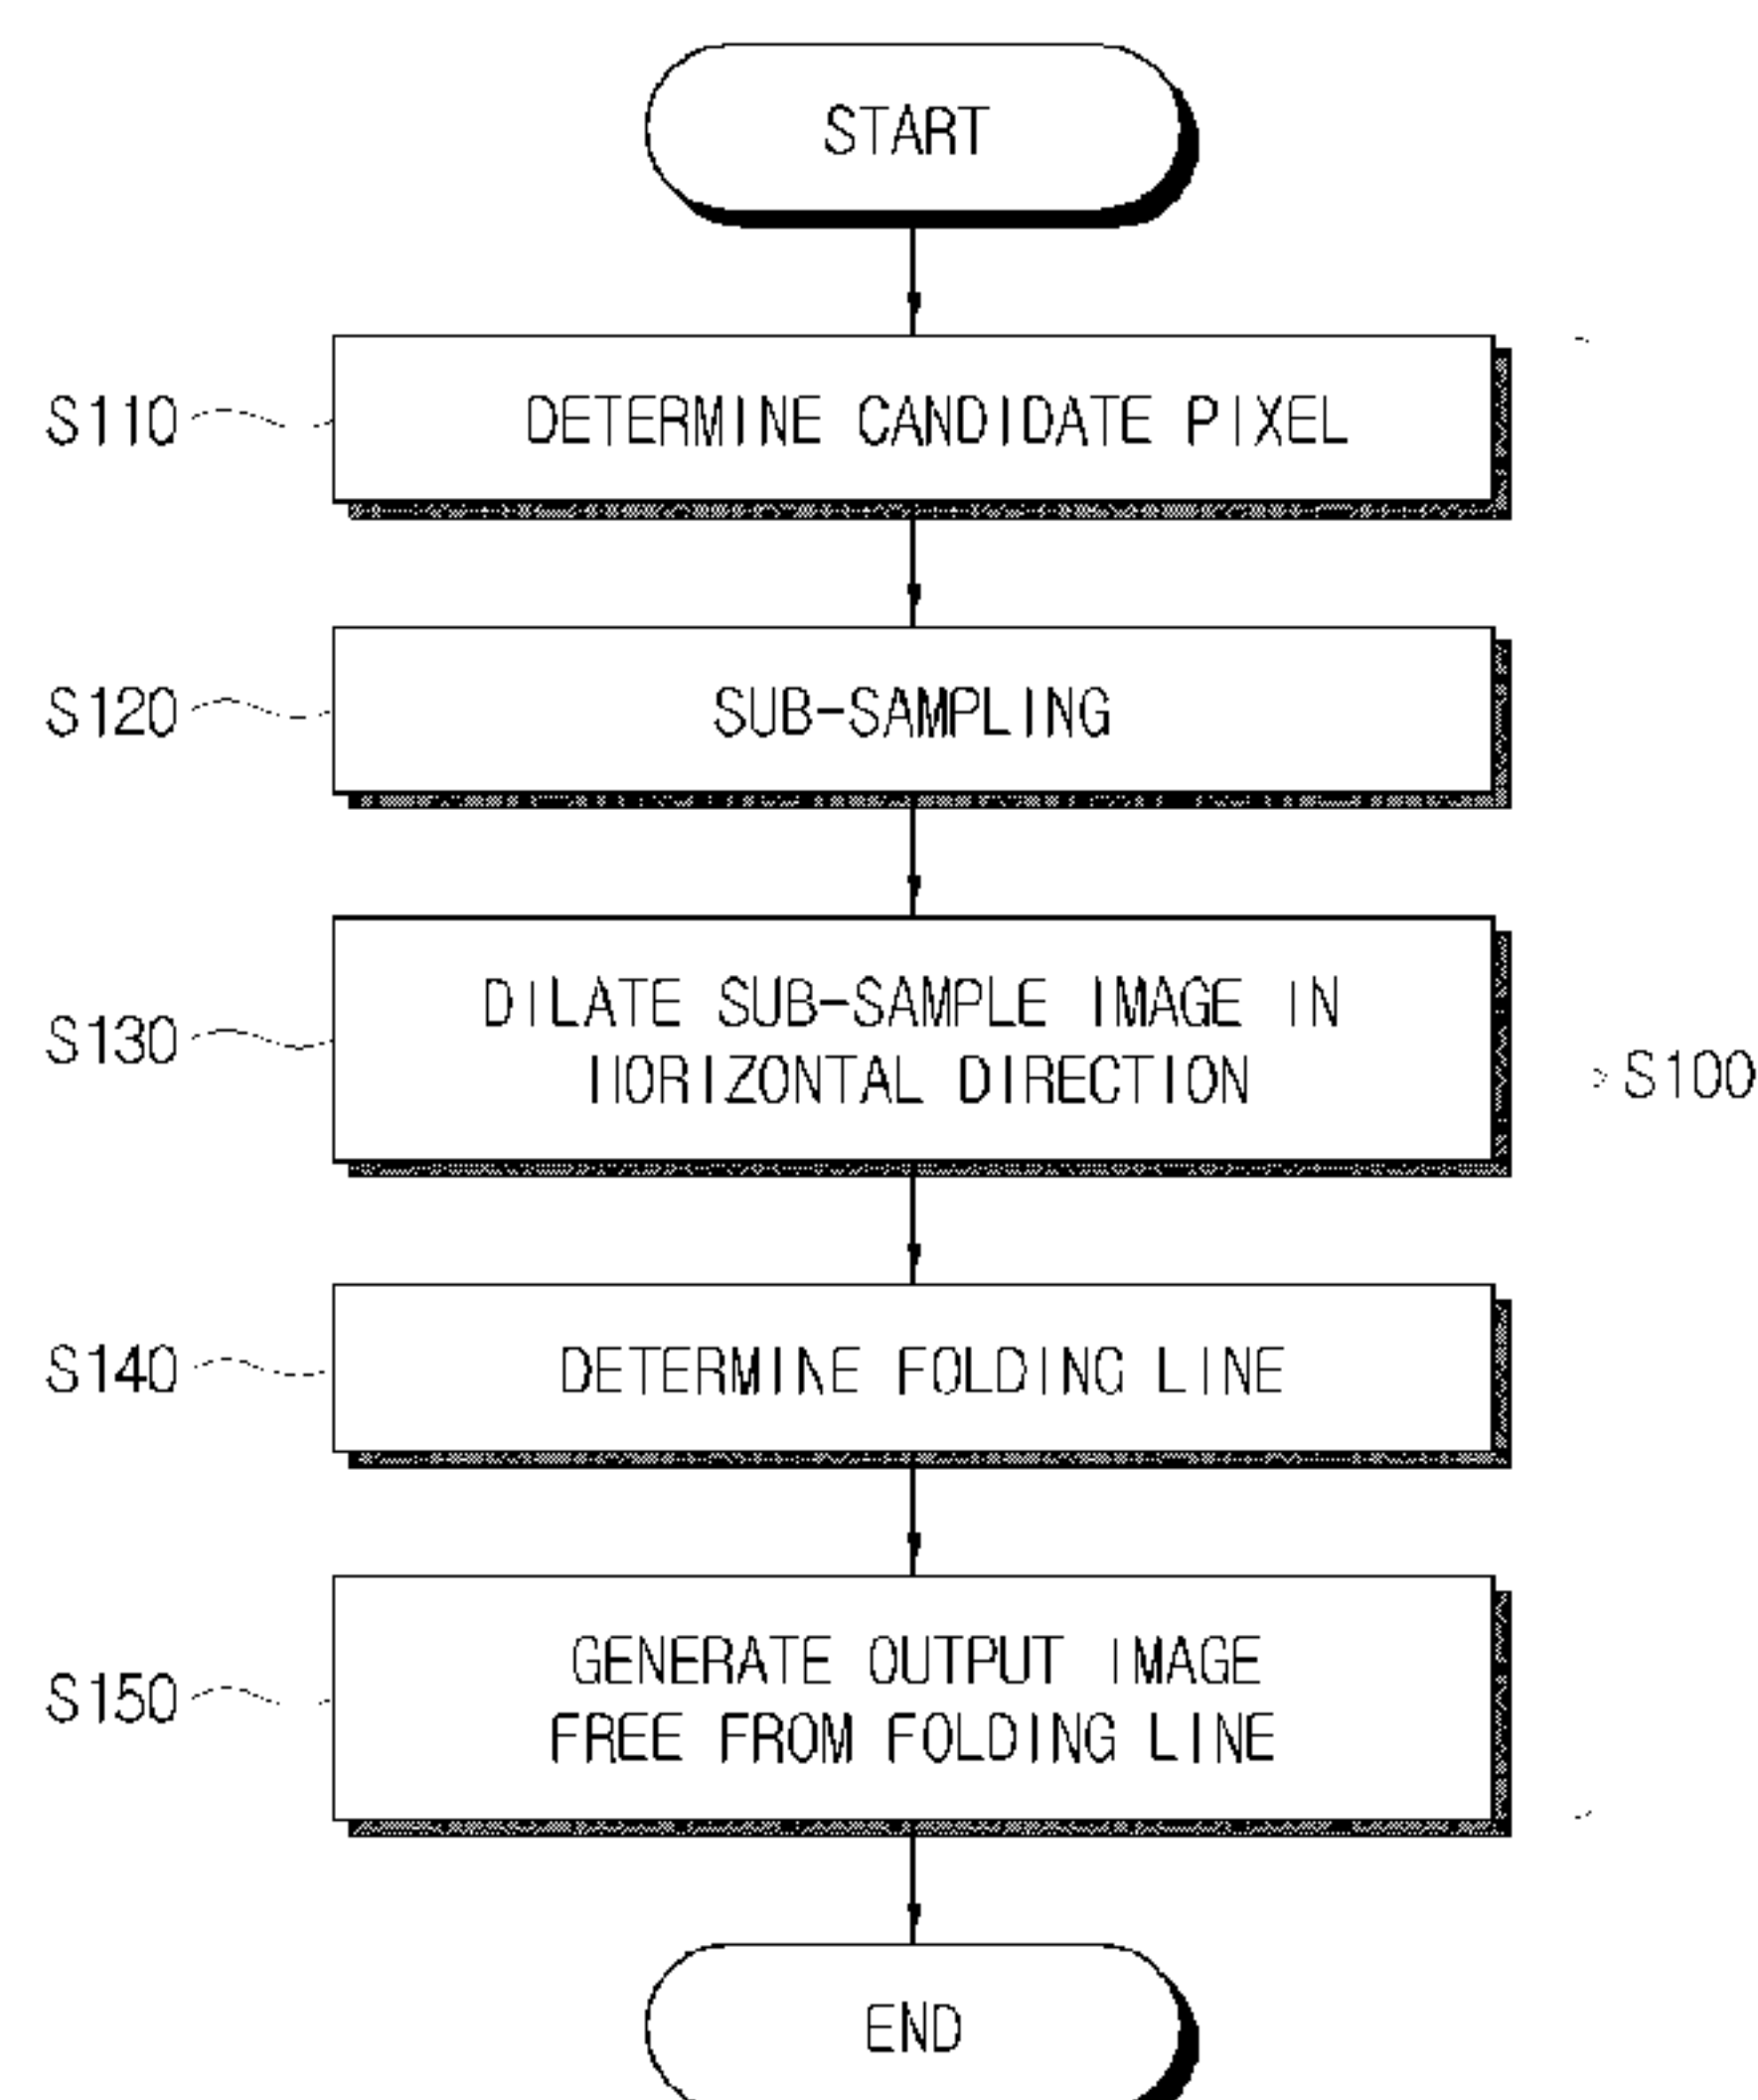 START
S110
DETERMINE CANDIDATE PIXEL
S120
SUB-SAMPLING
S130
DILATE SUB-SAMPLE IMAGE IN
HORIZONTAL DIRECTION
S100
S140
DETERMINE FOLDING LINE
S150
GENERATE OUTPUT IMAGE
FREE FROM FOLDING LINE
END